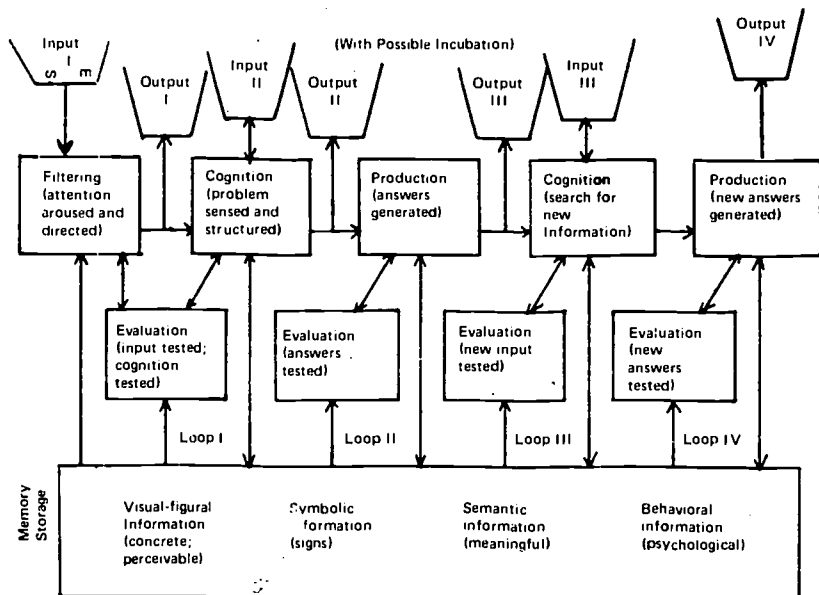 Input
I
S E
Output
I
Input
II
(With Possible Incubation)
Output
II
Output
III
Input
III
Output
IV
Filtering
(attention
aroused and
directed)
Cognition
(problem
sensed and
structured)
Production
(answers
generated)
Cognition
(search for
new
Information)
Production
(new answers
generated)
Evaluation
(input tested;
cognition
tested)
Evaluation
(answers
tested)
Evaluation
(new input
tested)
Evaluation
(new
answers
tested)
Loop I
Loop II
Loop III
Loop IV
Memory
Storage
Visual-figural
Information
(concrete;
perceivable)
Symbolic
formation
(signs)
Semantic
information
(meaningful)
Behavioral
information
(psychological)